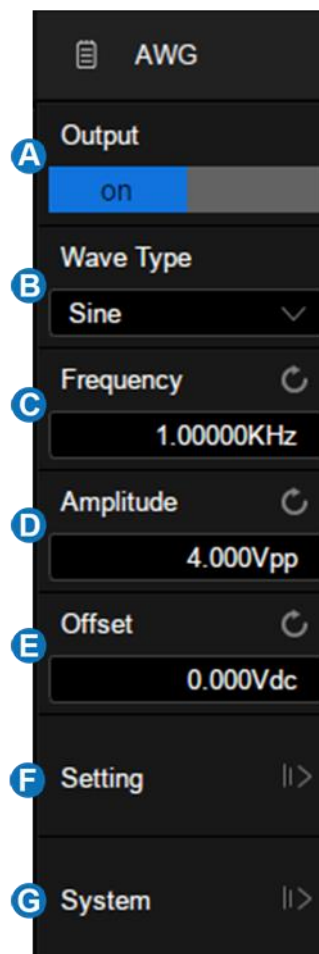 AWG
Output
A
on
Wave Type
B
Sine
Frequency
C
1.00000KHz
Amplitude
D
4.000Vpp
Offset
E
0.000Vdc
F Setting
G System